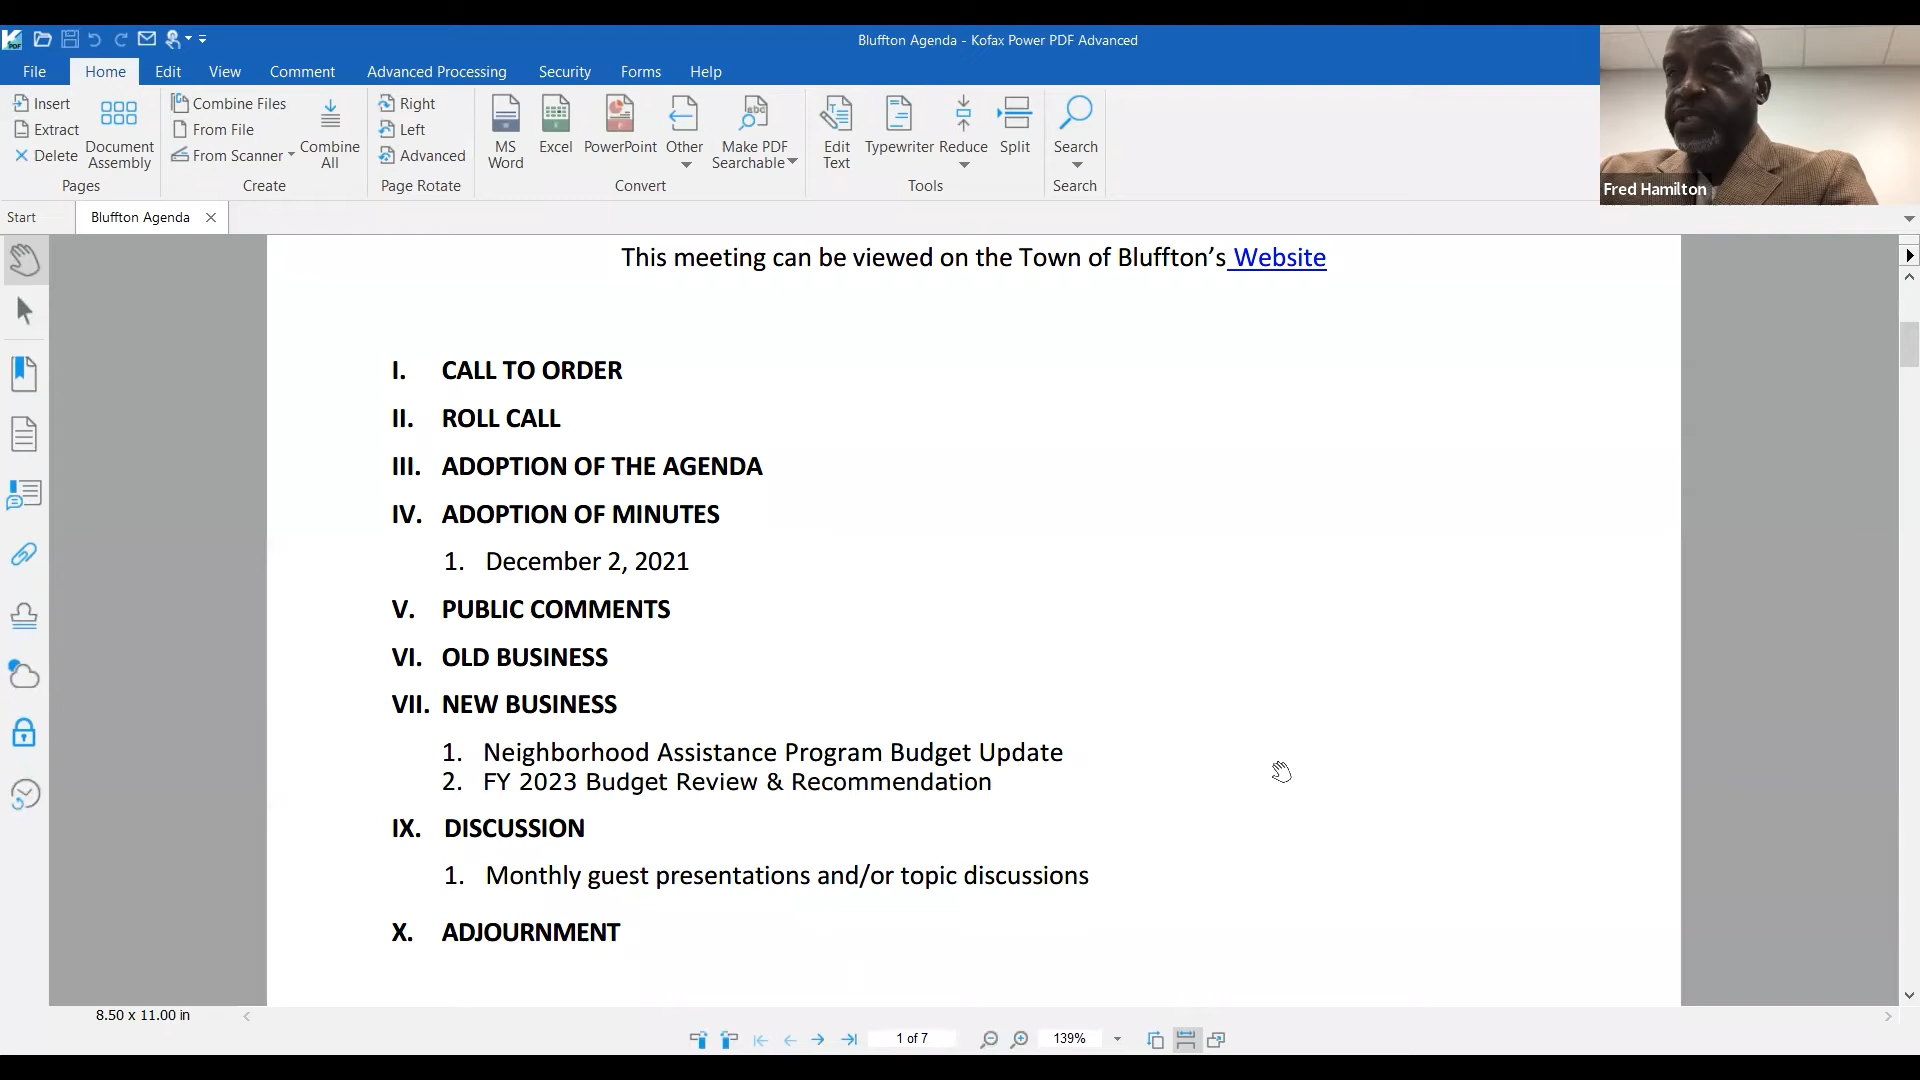 Bluffton Agenda - Kofax Power PDF Advanced
File Home Edit View Comment Advanced Processing Security Forms Help
Insert
Extract
Delete
Document
Assembly
Pages
Combine Files
From File
From Scanner
Combine
All
Create
Right
Left
Advanced
Page Rotate
MS
Word
Excel
PowerPoint
Other
Make PDF
Searchable
Convert
Edit
Text
Typewriter
Reduce
Split
Tools
Search
Search
Fred Hamilton
Start Bluffton Agenda
This meeting can be viewed on the Town of Bluffton’s Website
I. CALL TO ORDER
II. ROLL CALL
III. ADOPTION OF THE AGENDA
IV. ADOPTION OF MINUTES
1. December 2, 2021
V. PUBLIC COMMENTS
VI. OLD BUSINESS
VII. NEW BUSINESS
1. Neighborhood Assistance Program Budget Update
2. FY 2023 Budget Review & Recommendation
IX. DISCUSSION
1. Monthly guest presentations and/or topic discussions
X. ADJOURNMENT
8.50 x 11.00 in
1 of 7
139%